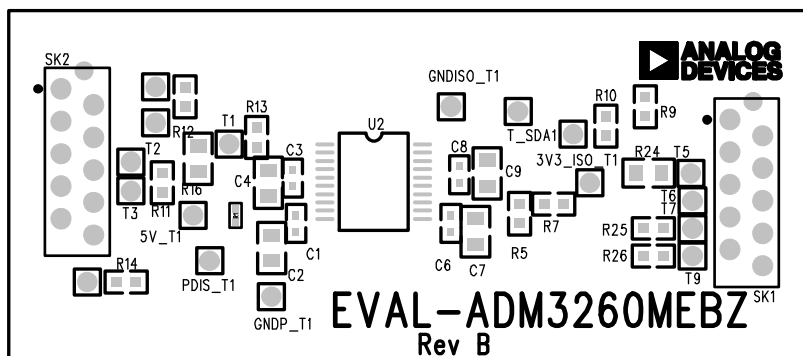 SK2
ANALOG
DEVICES
GNDISO_T1
R10
R9
R13
T1
T_SDA1
R12
U2
T2
C3
C8
3V3_ISO_T1
R24
T5
C4
C9
R16
T3
R11
T6
T7
5V_T1
R5
R7
R25
C1
C6
C7
R26
C2
R14
T9
PDIS_T1
SK1
GNDP_T1
EVAL-ADM3260MEBZ
Rev B